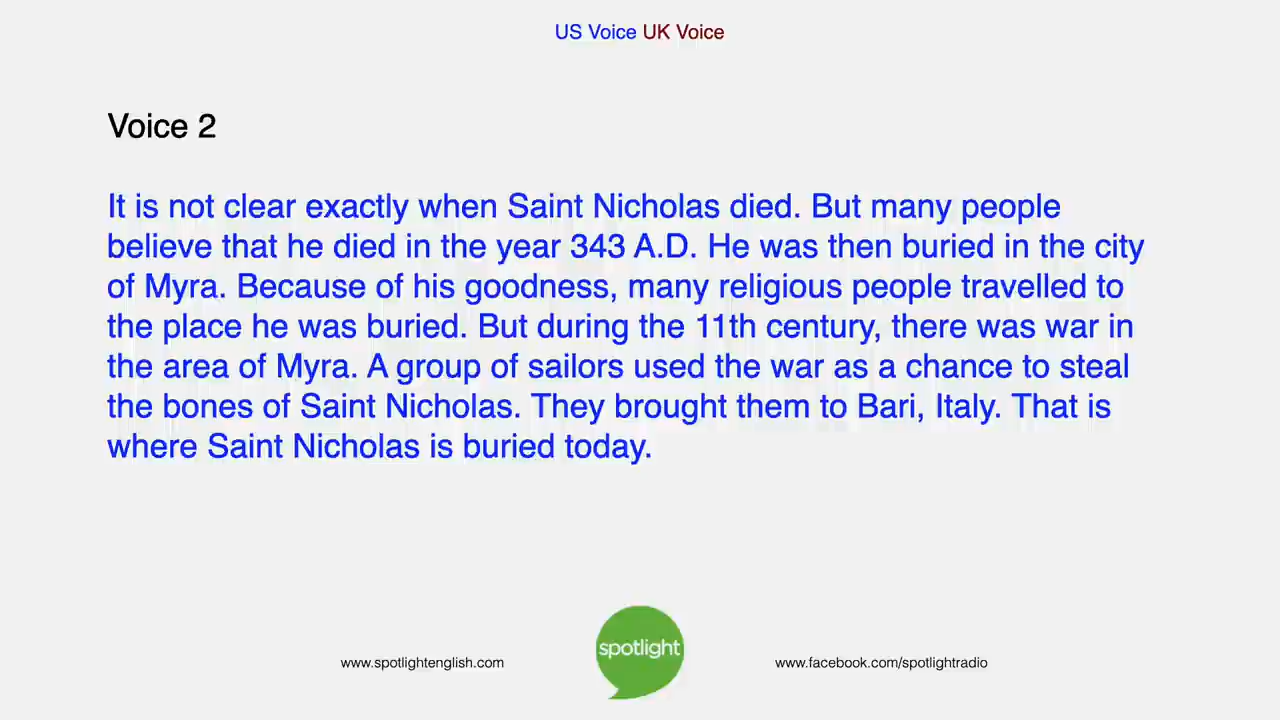 US Voice UK Voice
Voice 2
It is not clear exactly when Saint Nicholas died. But many people
believe that he died in the year 343 A.D. He was then buried in the city
of Myra. Because of his goodness, many religious people travelled to
the place he was buried. But during the 11th century, there was war in
the area of Myra. A group of sailors used the war as a chance to steal
the bones of Saint Nicholas. They brought them to Bari, Italy. That is
where Saint Nicholas is buried today.
spotlight
www.spotlightenglish.com
www.facebook.com/spotlightradio